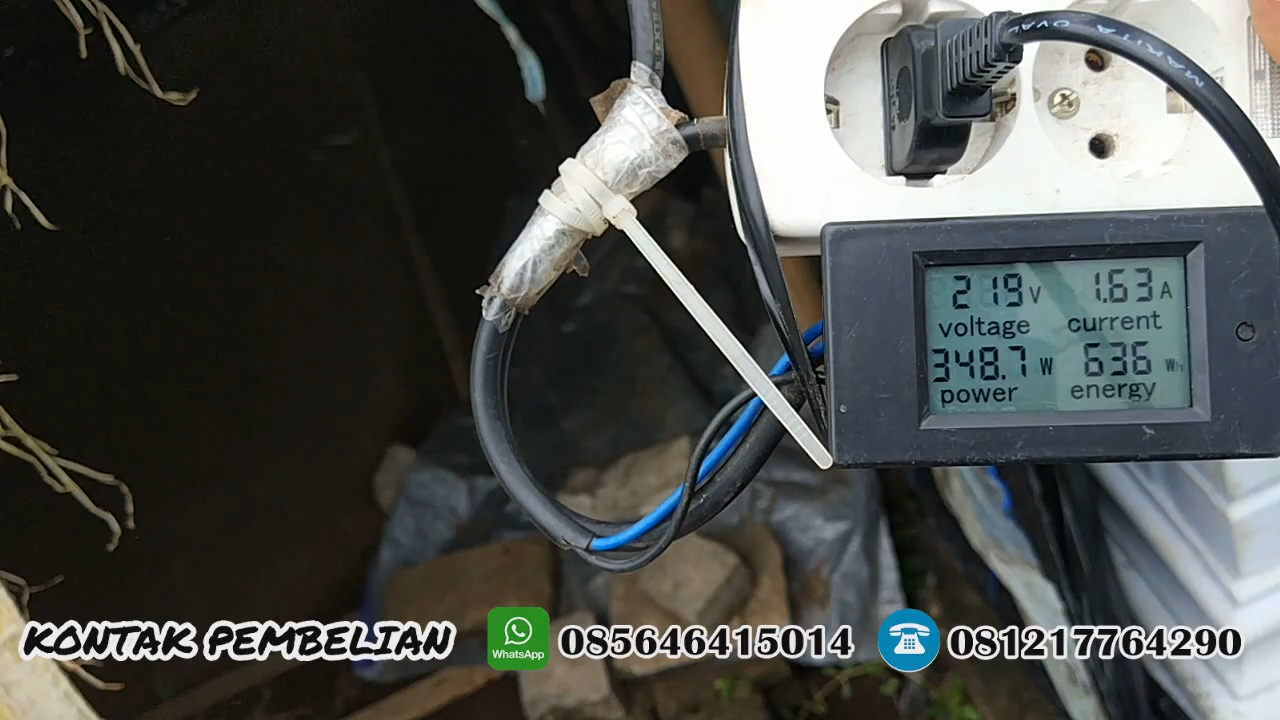 MAKITA OVAL
219 V 1.63 A
voltage current
348.7 W 636 Wh
power energy
KONTAK PEMBELIAN WhatsApp 085646415014 081217764290